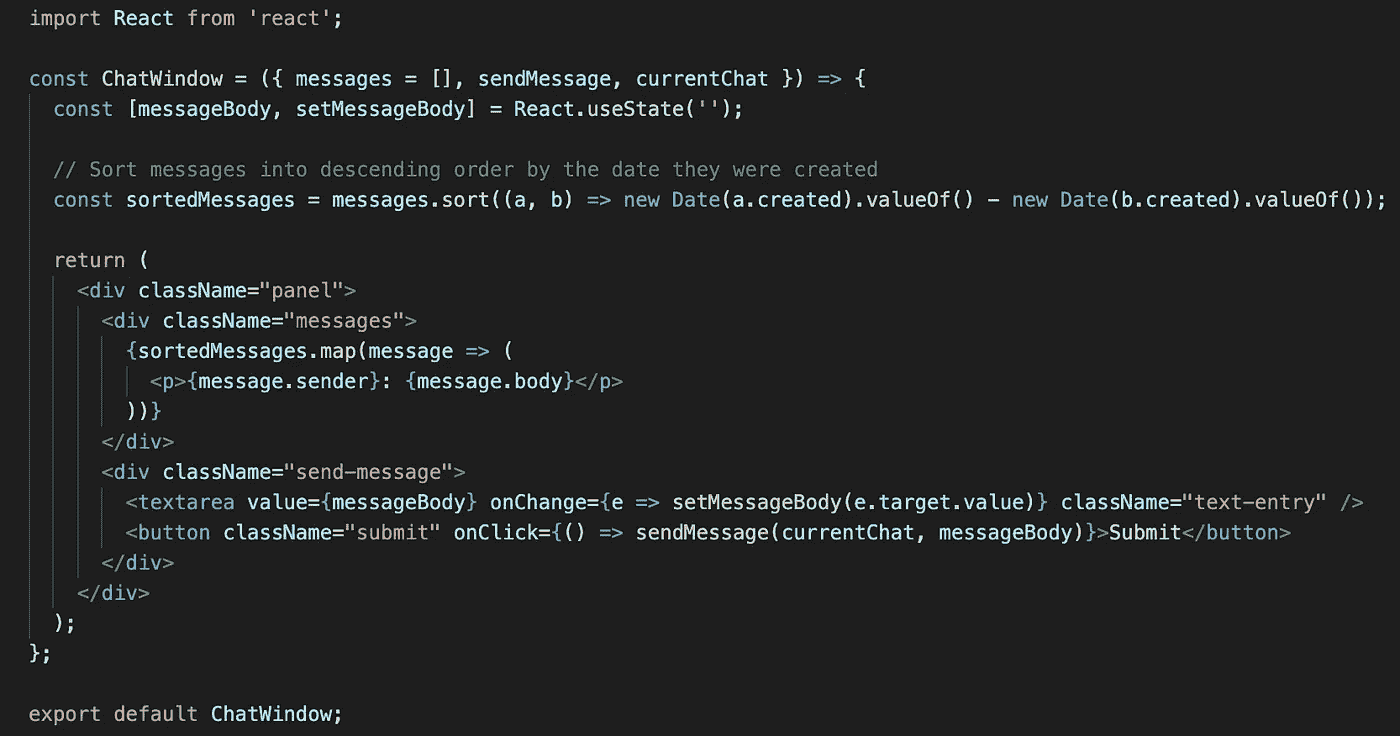 import React from 'react';
const ChatWindow = ({ messages = [], sendMessage, currentChat }) => {
const [messageBody, setMessageBody] = React.useState('');
// Sort messages into descending order by the date they were created
const sortedMessages = messages.sort((a, b) => new Date(a.created).valueOf() - new Date(b.created).valueOf());
return (
<div className="panel">
<div className="messages">
{sortedMessages.map(message => (
<p>{message.sender}: {message.body}</p>
))}
</div>
<div className="send-message">
<textarea value={messageBody} onChange={e => setMessageBody(e.target.value)} className="text-entry" />
<button className="submit" onClick={() => sendMessage(currentChat, messageBody)}>Submit</button>
</div>
</div>
);
};
export default ChatWindow;